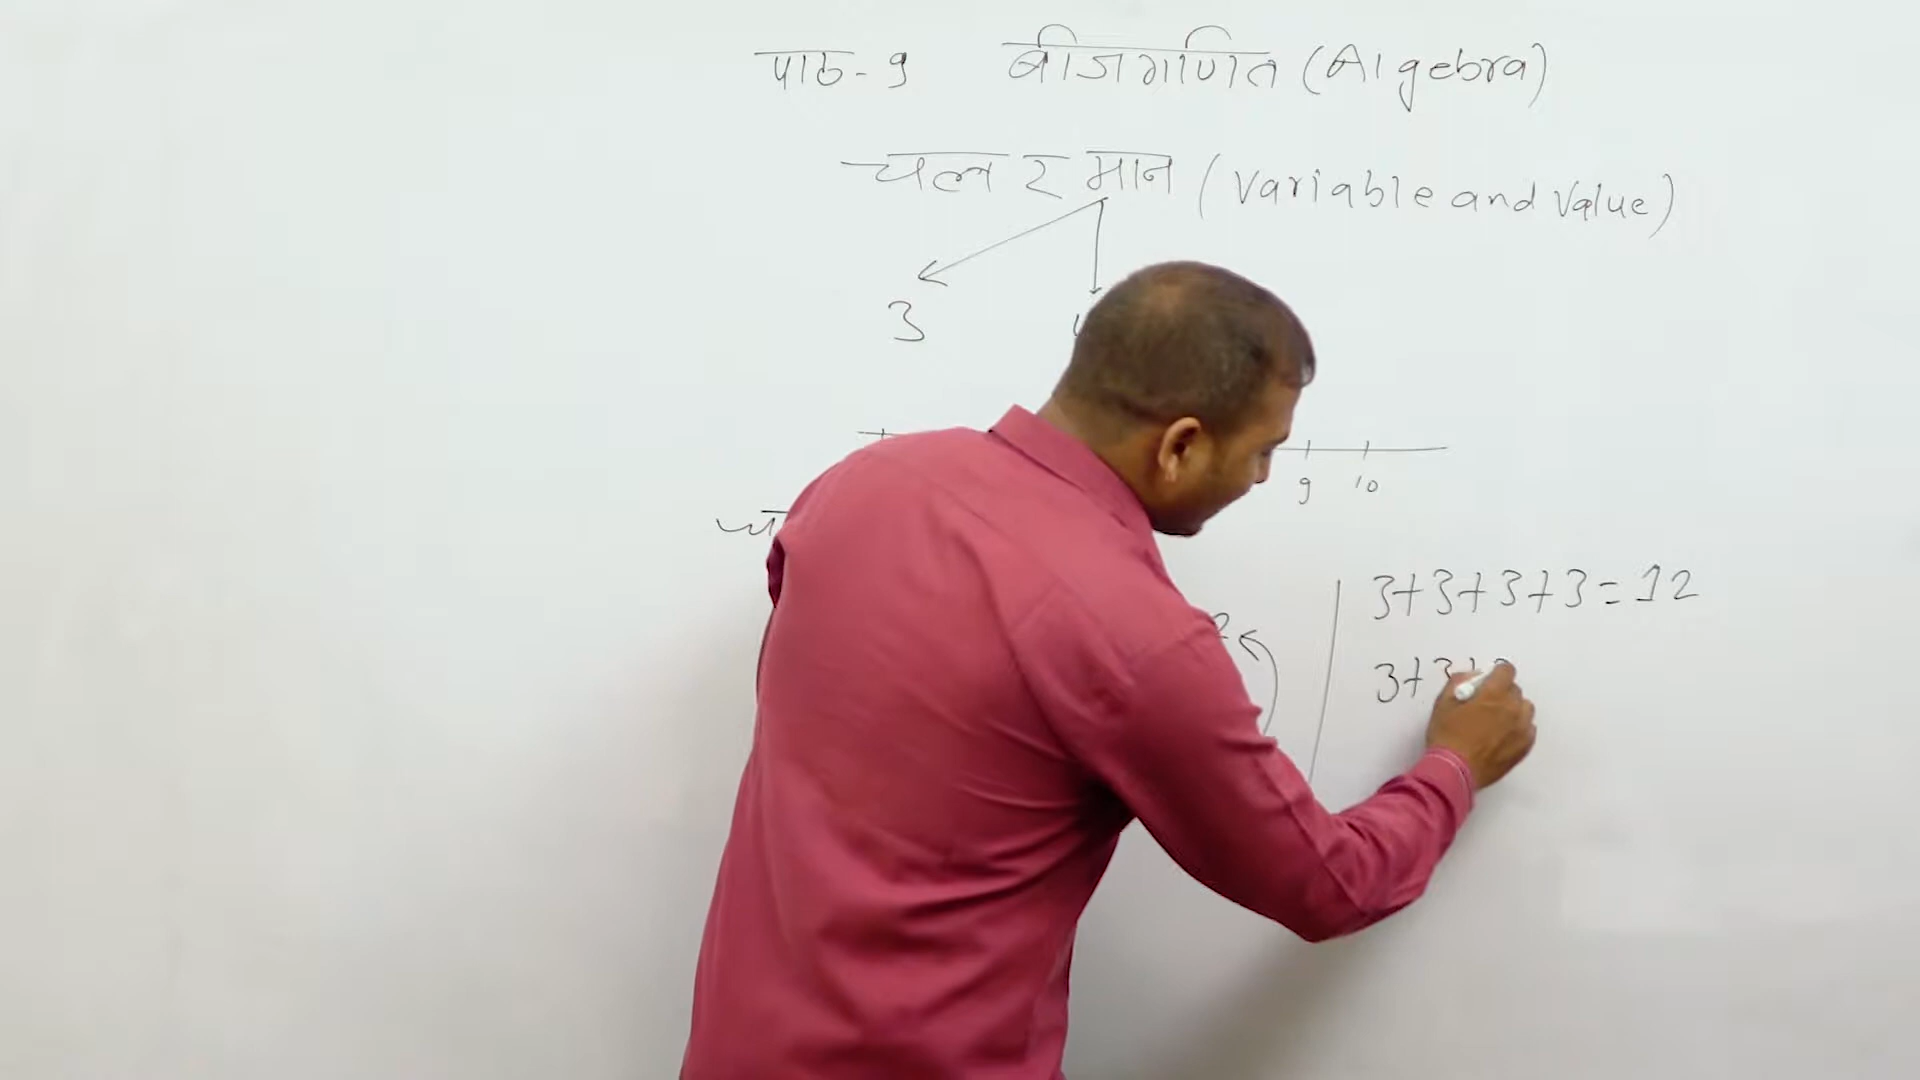 पाठ - 9 बीजगणित (Algebra)
चल र मान (Variable and Value)
3
9 10
3+3+3+3=12
3+3+